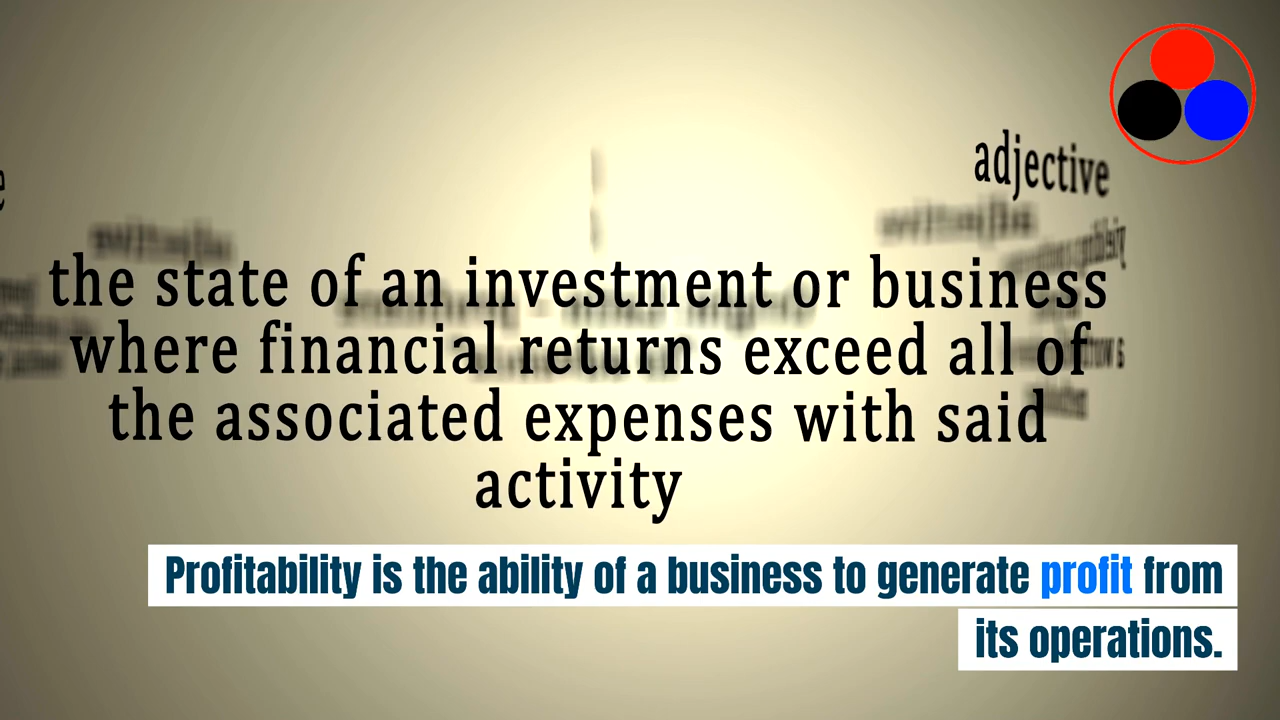 adjective
the state of an investment or business
where financial returns exceed all of
the associated expenses with said
activity
Profitability is the ability of a business to generate profit from
its operations.